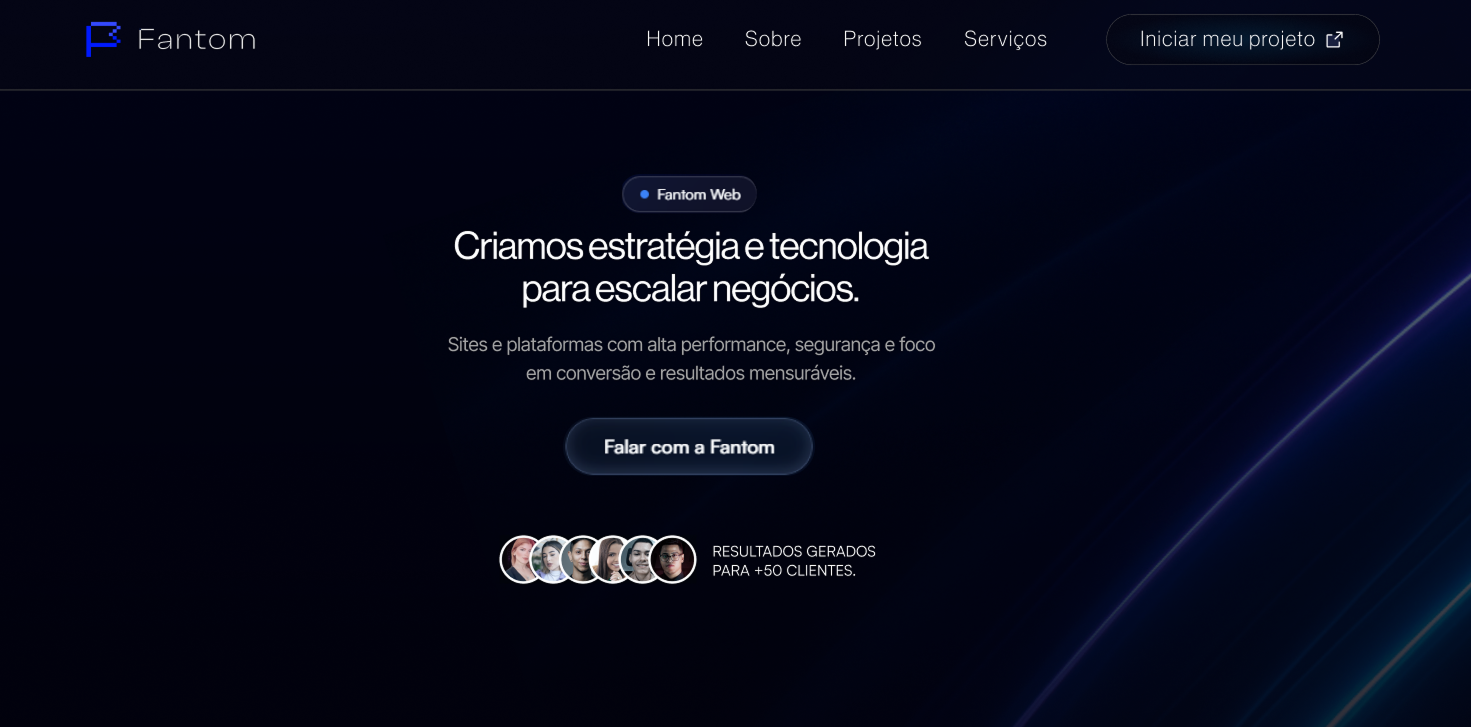 Fantom
Home
Sobre
Projetos
Serviços
Iniciar meu projeto
Fantom Web
Criamos estratégia e tecnologia
para escalar negócios.
Sites e plataformas com alta performance, segurança e foco
em conversão e resultados mensuráveis.
Falar com a Fantom
RESULTADOS GERADOS
PARA +50 CLIENTES.